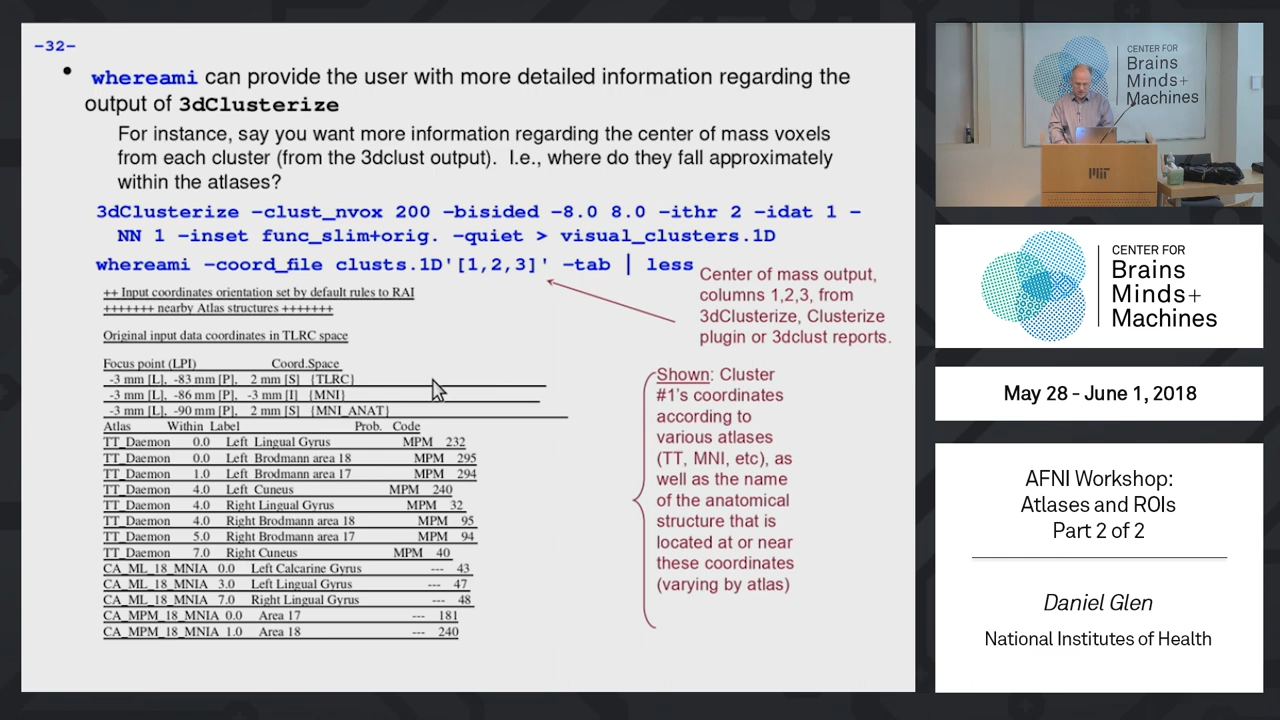 -32-
• whereami can provide the user with more detailed information regarding the
output of 3dClusterize
For instance, say you want more information regarding the center of mass voxels
from each cluster (from the 3dclust output). I.e., where do they fall approximately
within the atlases?
3dClusterize -clust_nvox 200 -bisided -8.0 8.0 -ithr 2 -idat 1 -
NN 1 -inset func_slim+orig. -quiet > visual_clusters.1D
whereami -coord_file clusts.1D'[1,2,3]' -tab | less
Center of mass output,
columns 1,2,3, from
3dClusterize, Clusterize
plugin or 3dclust reports.
++ Input coordinates orientation set by default rules to RAI
+++++++ nearby Atlas structures +++++++
Original input data coordinates in TLRC space
Focus point (LPI) Coord.Space
-3 mm [L], -83 mm [P], 2 mm [S] {TLRC}
-3 mm [L], -86 mm [P], -3 mm [I] {MNI}
-3 mm [L], -90 mm [P], 2 mm [S] {MNI_ANAT}
Atlas Within Label Prob. Code
TT_Daemon 0.0 Left Lingual Gyrus MPM 232
TT_Daemon 0.0 Left Brodmann area 18 MPM 295
TT_Daemon 1.0 Left Brodmann area 17 MPM 294
TT_Daemon 4.0 Left Cuneus MPM 240
TT_Daemon 4.0 Right Lingual Gyrus MPM 32
TT_Daemon 4.0 Right Brodmann area 18 MPM 95
TT_Daemon 5.0 Right Brodmann area 17 MPM 94
TT_Daemon 7.0 Right Cuneus MPM 40
CA_ML_18_MNIA 0.0 Left Calcarine Gyrus --- 43
CA_ML_18_MNIA 3.0 Left Lingual Gyrus --- 47
CA_ML_18_MNIA 7.0 Right Lingual Gyrus --- 48
CA_MPM_18_MNIA 0.0 Area 17 --- 181
CA_MPM_18_MNIA 1.0 Area 18 --- 240
Shown: Cluster
#1's coordinates
according to
various atlases
(TT, MNI, etc), as
well as the name
of the anatomical
structure that is
located at or near
these coordinates
(varying by atlas)
CENTER FOR
Brains
Minds+
Machines
MIT
CENTER FOR
Brains
Minds+
Machines
May 28 - June 1, 2018
AFNI Workshop:
Atlases and ROIs
Part 2 of 2
Daniel Glen
National Institutes of Health